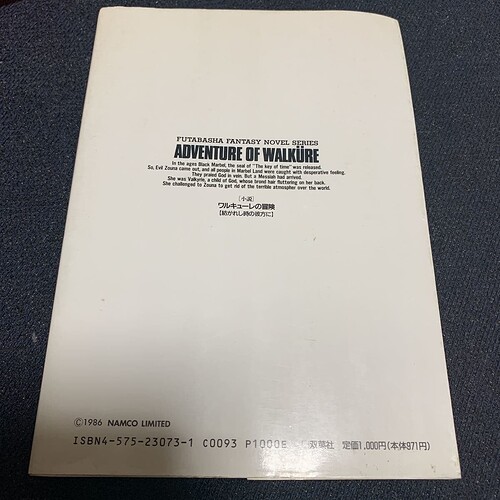 FUTABASHA FANTASY NOVEL SERIES
ADVENTURE OF WALKÜRE
In the ages Black Marbel, the seal of "The key of time" was released.
So, Evil Zouna came out, and all people in Marbel Land were caught with desperative feeling.
They praied God in vein. But a Messiah had arrived.
She was Valkyrie, a child of God, whose brond hair fluttering on her back.
She challenged to Zouna to get rid of the terrible atmospher over the world.
[小説]
ワルキューレの冒険
【紡がれし時の彼方に】
©1986 NAMCO LIMITED
ISBN4-575-23073-1 C0093 P1000E 双葉社 定価1,000円(本体971円)